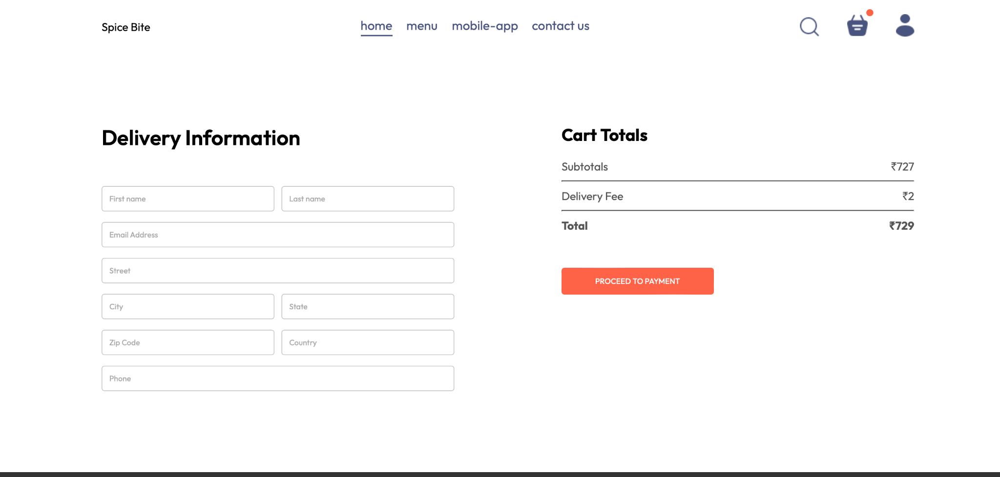 Spice Bite
home menu mobile-app contact us
Delivery Information
First name Last name
Email Address
Street
City State
Zip Code Country
Phone
Cart Totals
Subtotals ₹727
Delivery Fee ₹2
Total ₹729
PROCEED TO PAYMENT